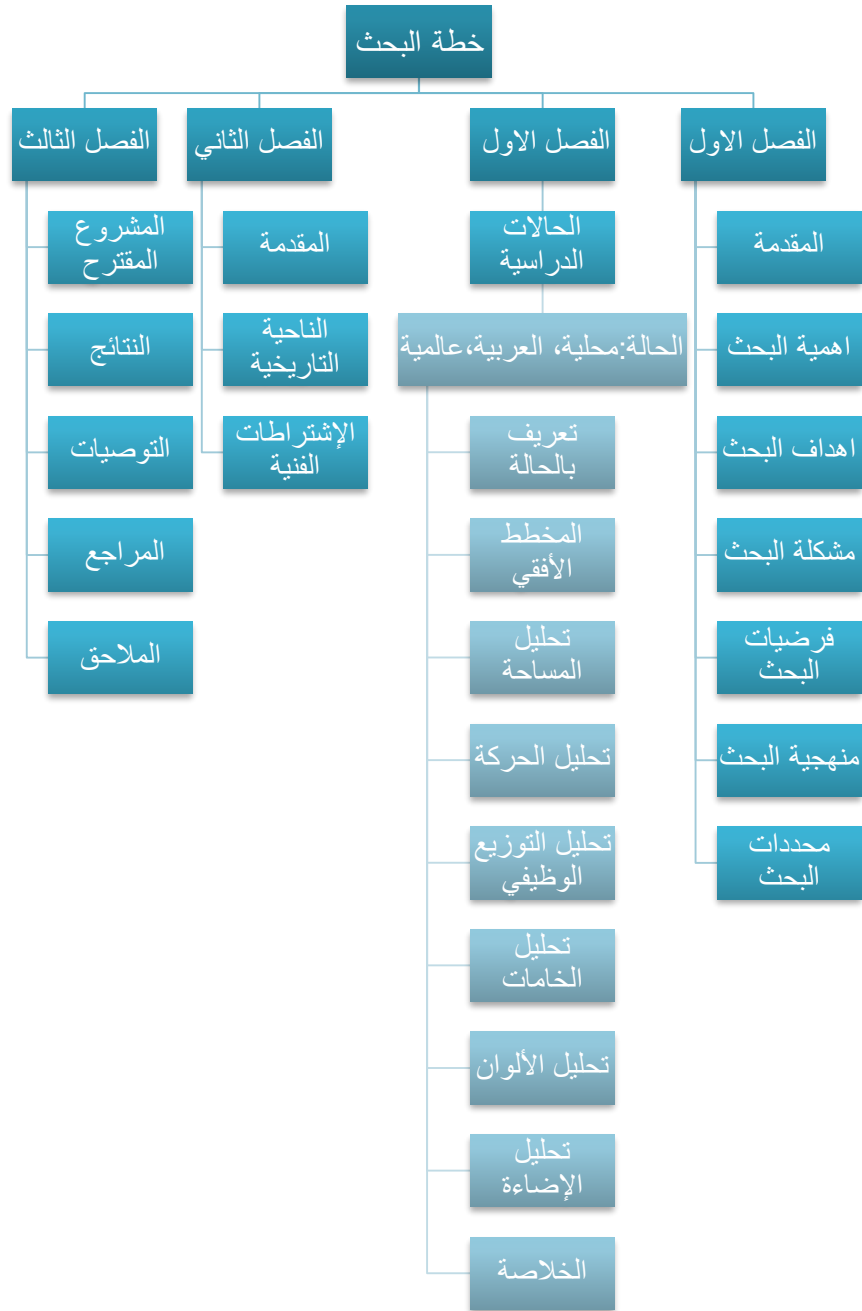 خطة البحث
الفصل الاول
المقدمة
اهمية البحث
اهداف البحث
مشكلة البحث
فرضيات
البحث
منهجية البحث
محددات
البحث
الفصل الاول
الحالات
الدراسية
الحالة:محلية، العربية،عالمية
تعريف
بالحالة
المخطط
الأفقي
تحليل
المساحة
تحليل الحركة
تحليل التوزيع
الوظيفي
تحليل
الخامات
تحليل الألوان
تحليل
الإضاءة
الخلاصة
الفصل الثاني
المقدمة
الناحية
التاريخية
الإشتراطات
الفنية
الفصل الثالث
المشروع
المقترح
النتائج
التوصيات
المراجع
الملاحق